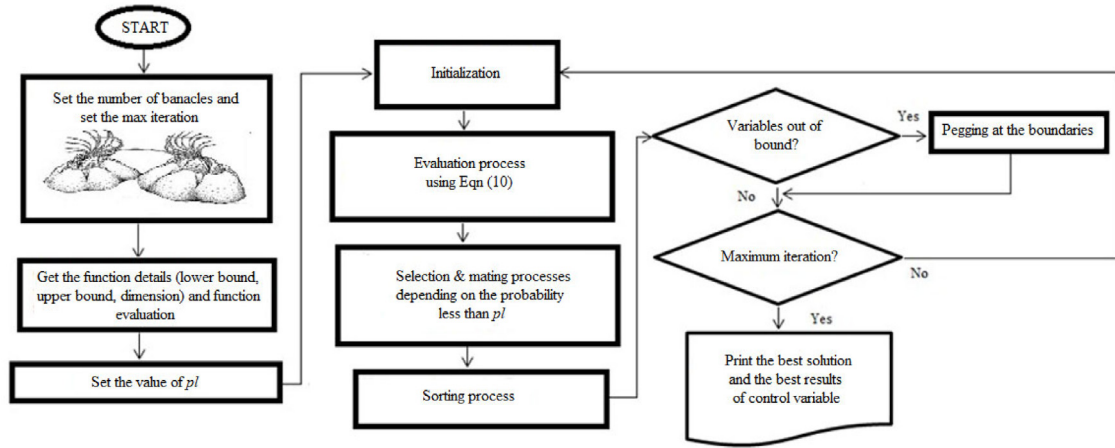 START
Set the number of banacles and
set the max iteration
Get the function details (lower bound,
upper bound, dimension) and function
evaluation
Set the value of pl
Initialization
Evaluation process
using Eqn (10)
Selection & mating processes
depending on the probability
less than pl
Sorting process
Variables out of
bound?
Yes
Pegging at the boundaries
No
Maximum iteration?
No
Yes
Print the best solution
and the best results
of control variable